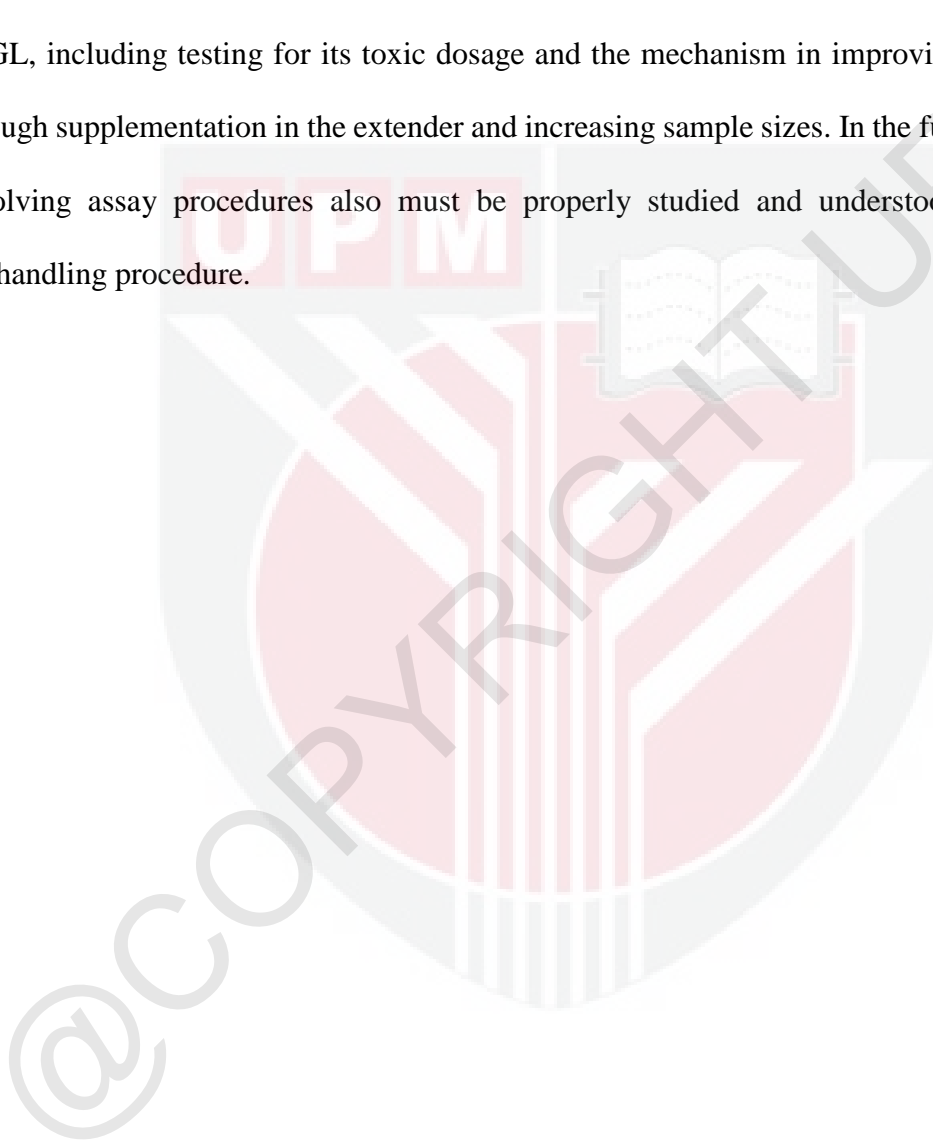 GL, including testing for its toxic dosage and the mechanism in improvi
ugh supplementation in the extender and increasing sample sizes. In the fu
olving assay procedures also must be properly studied and understoo
handling procedure.
UPM
@COPYRIGHT UP